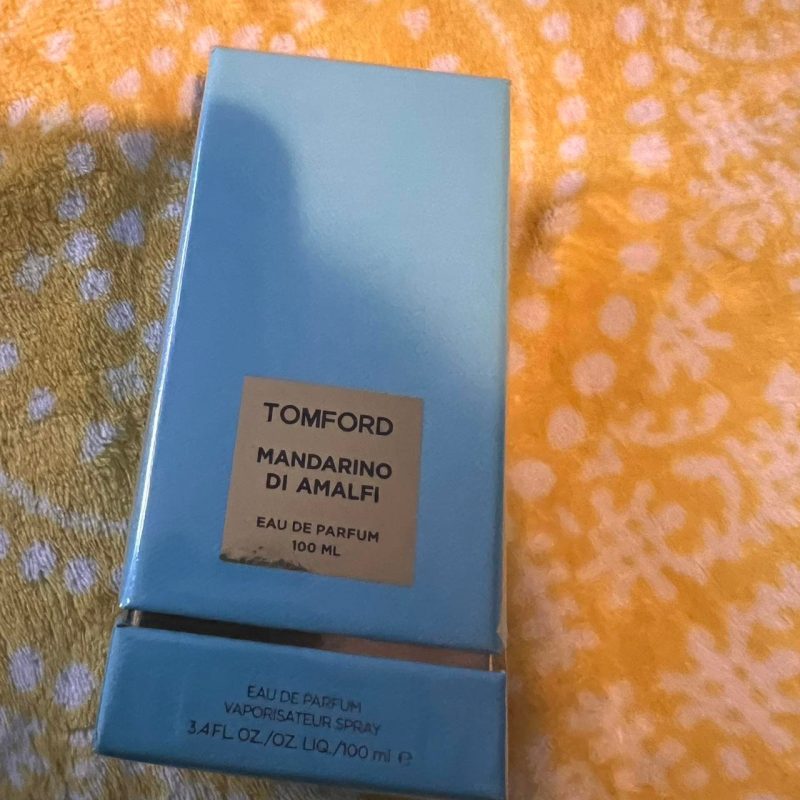 TOMFORD
MANDARINO
DI AMALFI
EAU DE PARFUM
100 ML
EAU DE PARFUM
VAPORISATEUR SPRAY
3.4 FL. OZ./OZ. LIQ./100 ml e